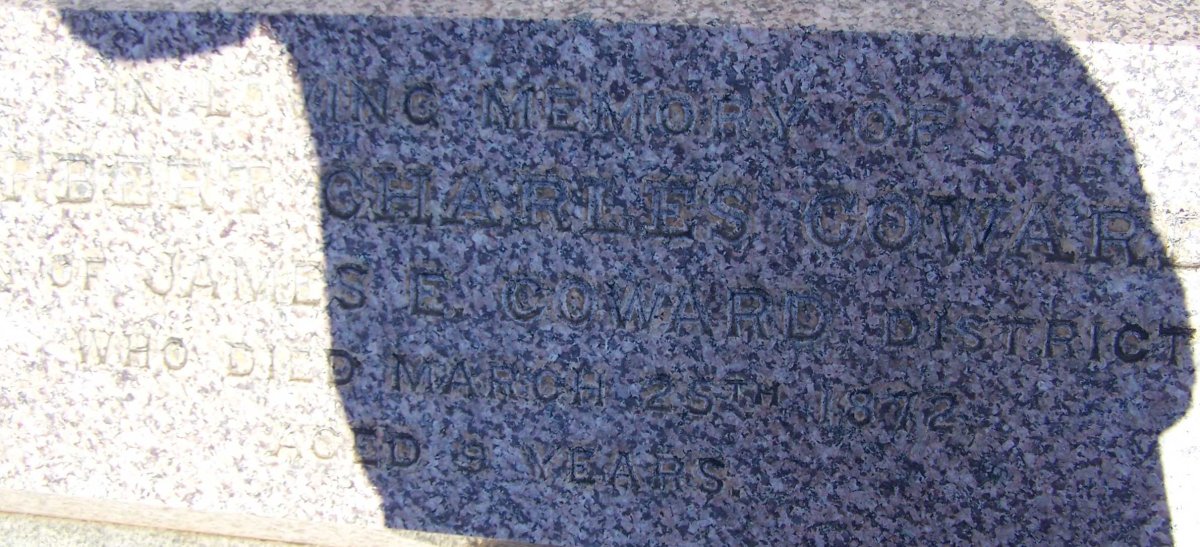 IN LOVING MEMORY OF
CHARLES COWAR
OF JAMES E. COWARD DISTRICT
WHO DIED MARCH 25TH 1872,
AGED 9 YEARS.